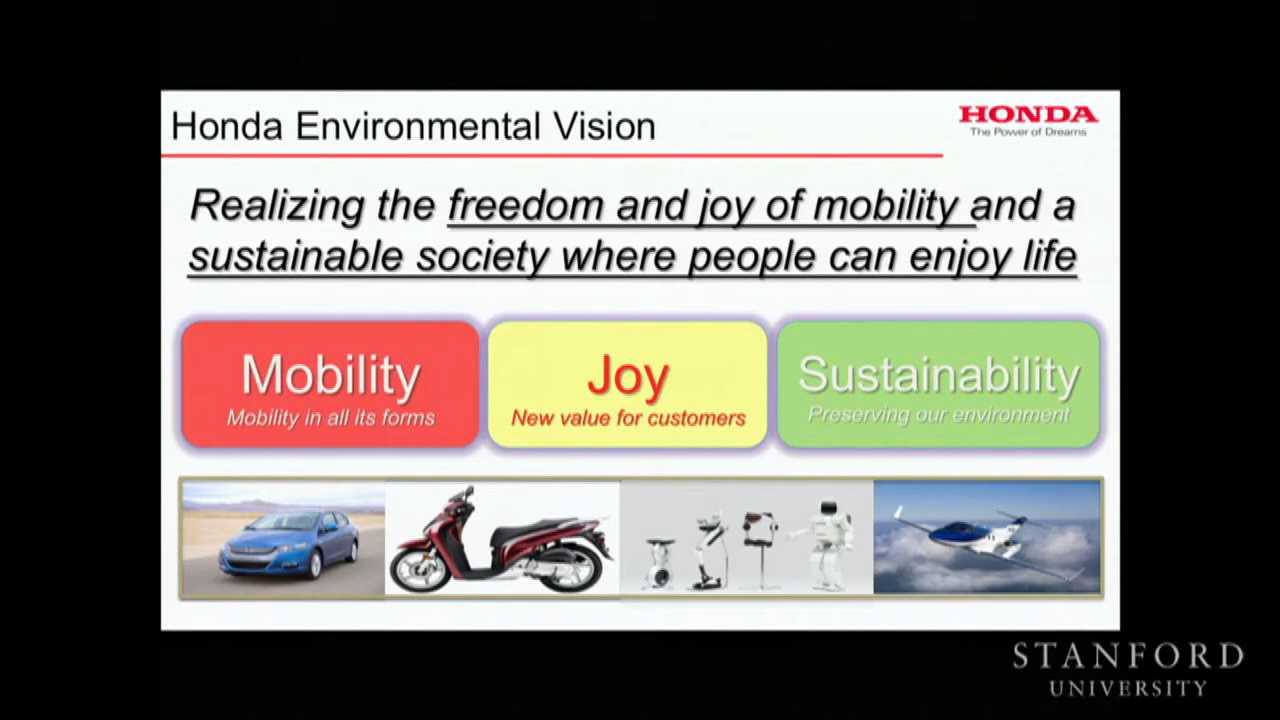 Honda Environmental Vision
HONDA
The Power of Dreams
Realizing the freedom and joy of mobility and a
sustainable society where people can enjoy life
Mobility
Mobility in all its forms
Joy
New value for customers
Sustainability
Preserving our environment
STANFORD
UNIVERSITY